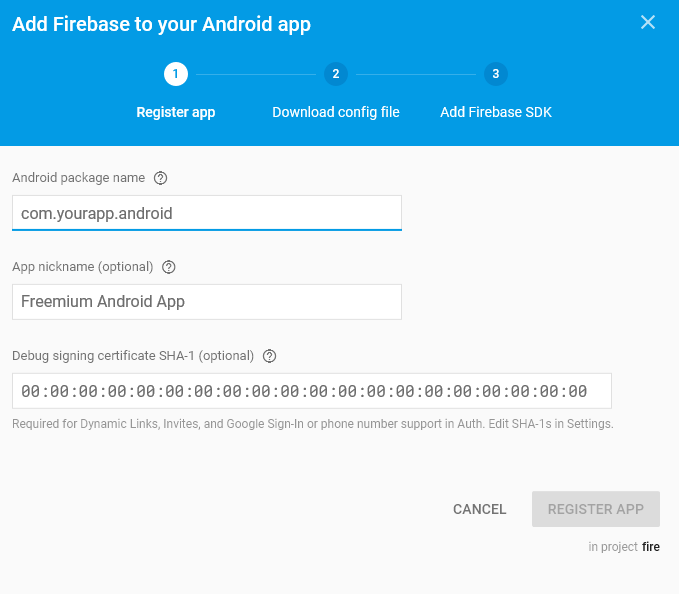 Add Firebase to your Android app
1 2 3
Register app Download config file Add Firebase SDK
Android package name
com.yourapp.android
App nickname (optional)
Freemium Android App
Debug signing certificate SHA-1 (optional)
00:00:00:00:00:00:00:00:00:00:00:00:00:00:00:00:00:00:00:00
Required for Dynamic Links, Invites, and Google Sign-In or phone number support in Auth. Edit SHA-1s in Settings.
CANCEL REGISTER APP
in project fire